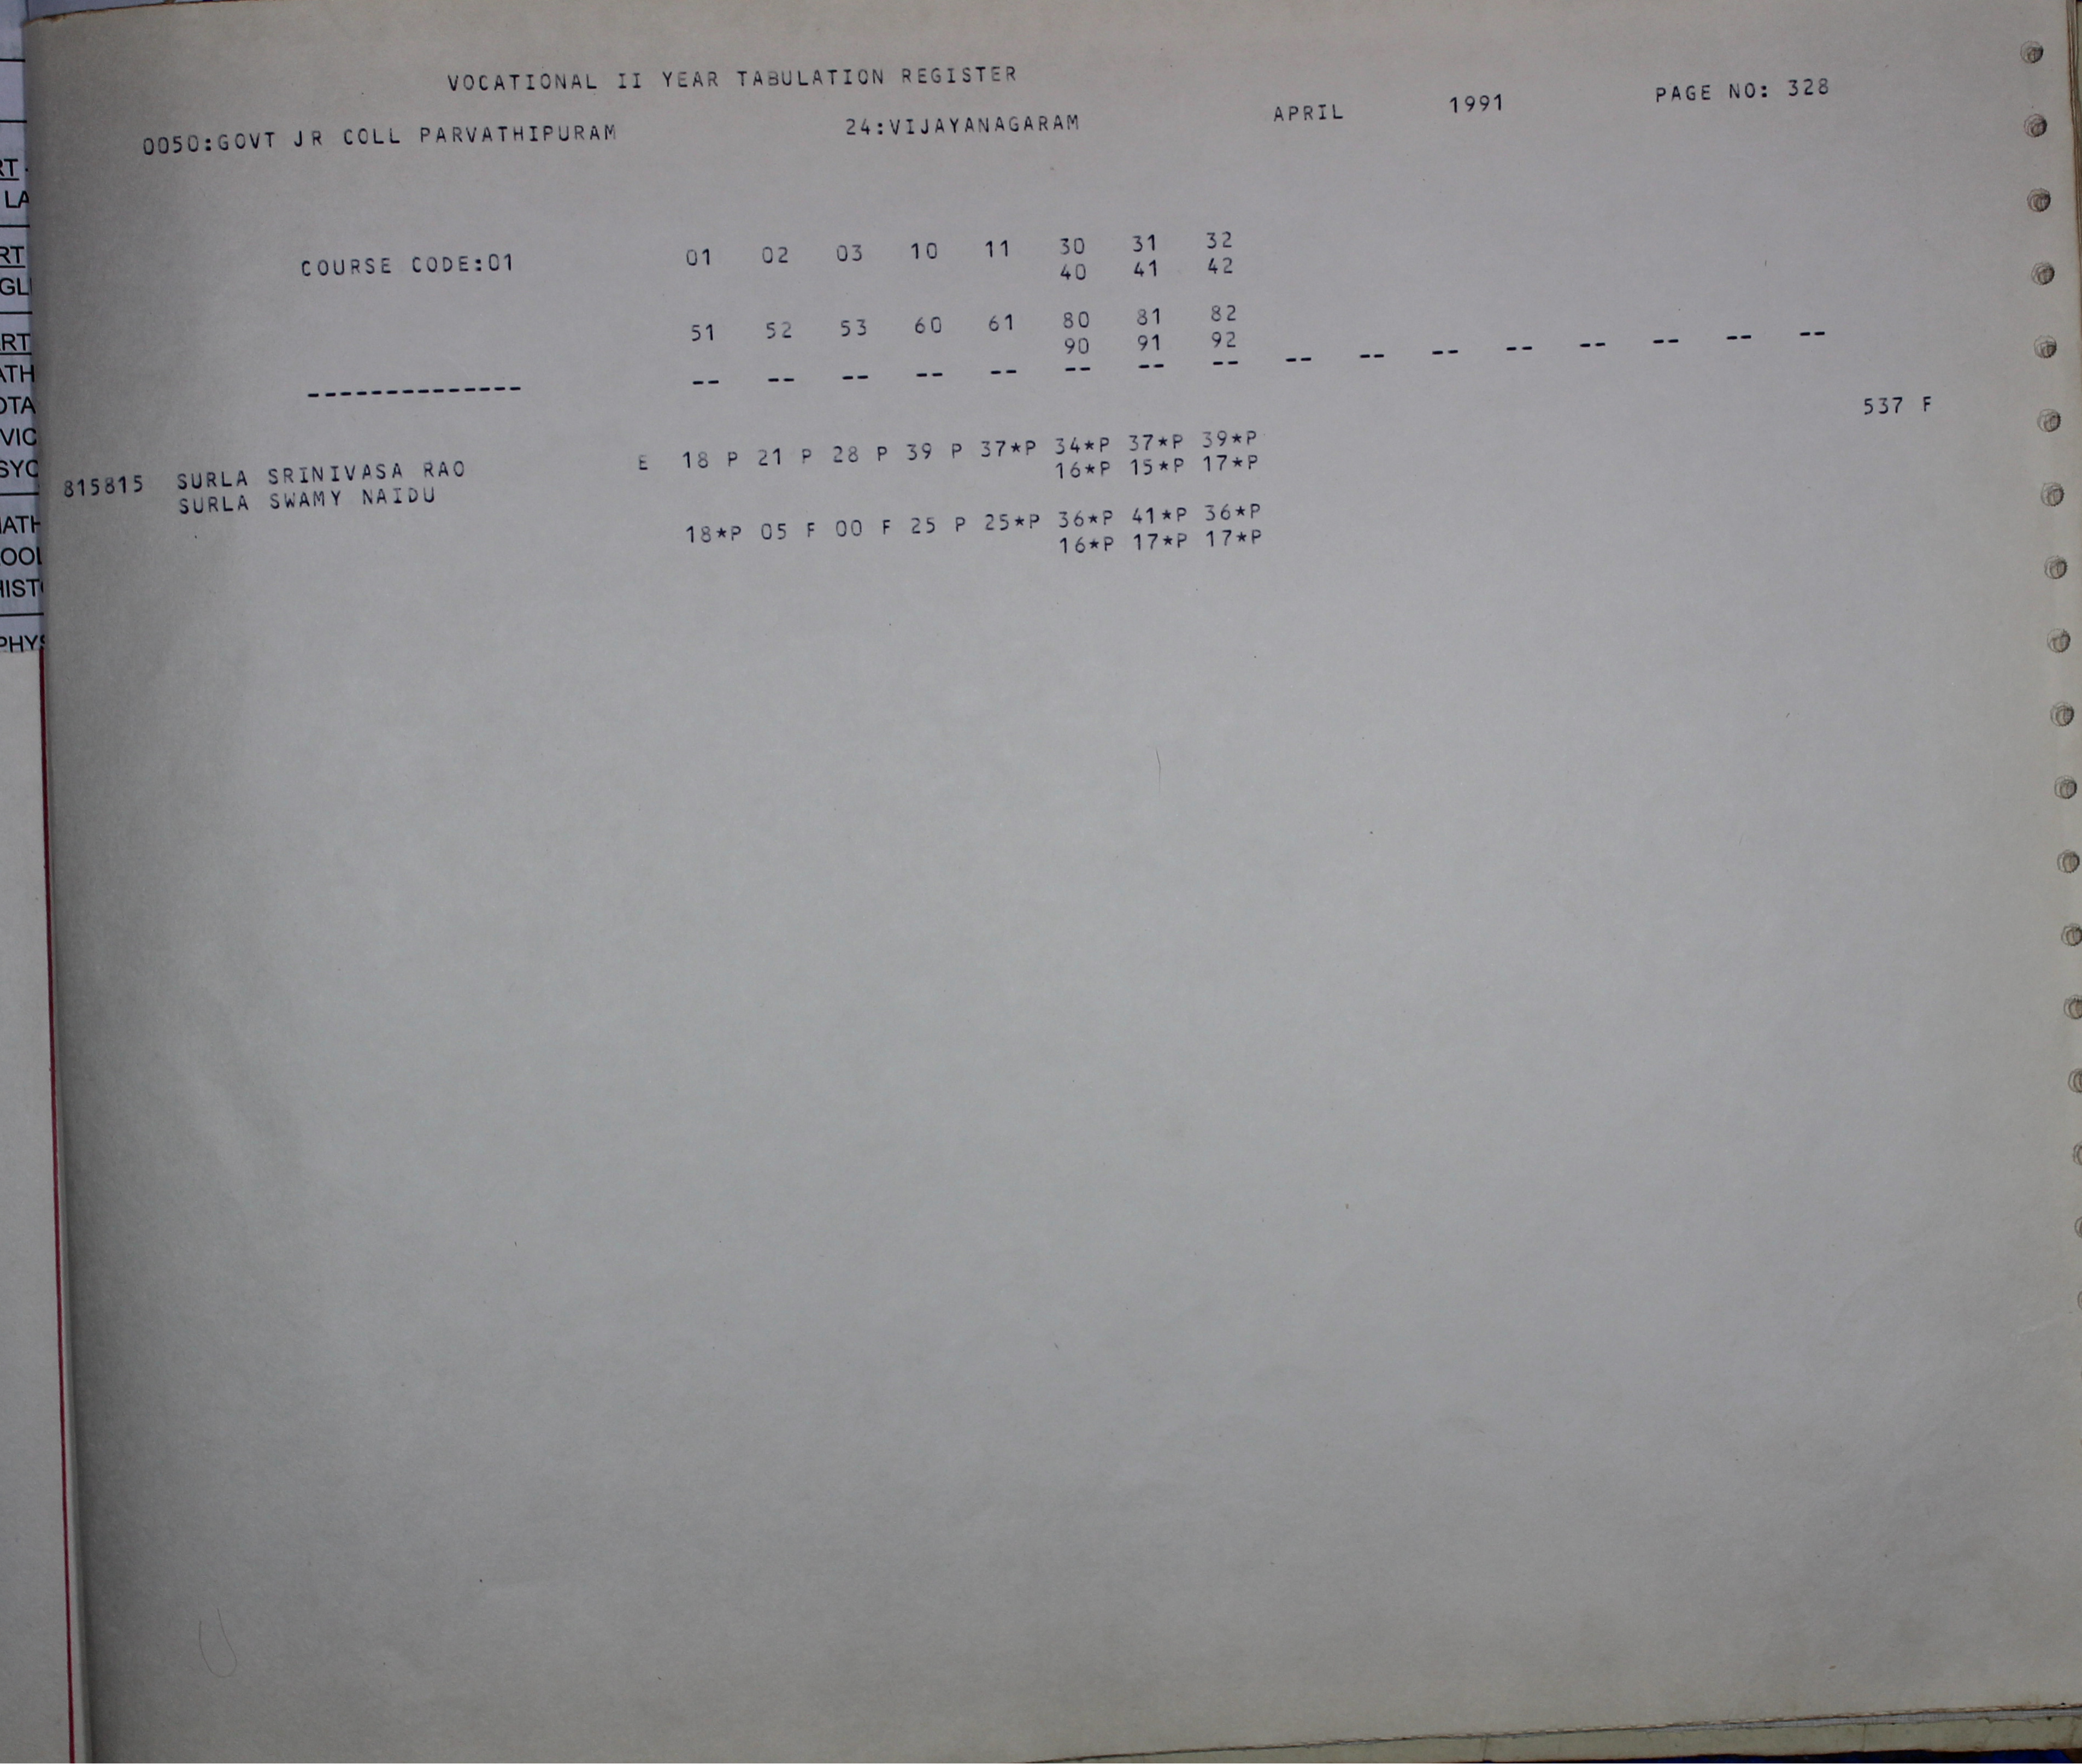 VOCATIONAL II YEAR TABULATION REGISTER
0050:GOVT JR COLL PARVATHIPURAM 24:VIJAYANAGARAM APRIL 1991 PAGE NO: 328
COURSE CODE:01 01 02 03 10 11 30 31 32
40 41 42
51 52 53 60 61 80 81 82
90 91 92
-------------- -- -- -- -- -- -- -- -- -- -- -- -- -- -- -- --
537 F
815815 SURLA SRINIVASA RAO E 18 P 21 P 28 P 39 P 37*P 34*P 37*P 39*P
SURLA SWAMY NAIDU 16*P 15*P 17*P
18*P 05 F 00 F 25 P 25*P 36*P 41*P 36*P
16*P 17*P 17*P